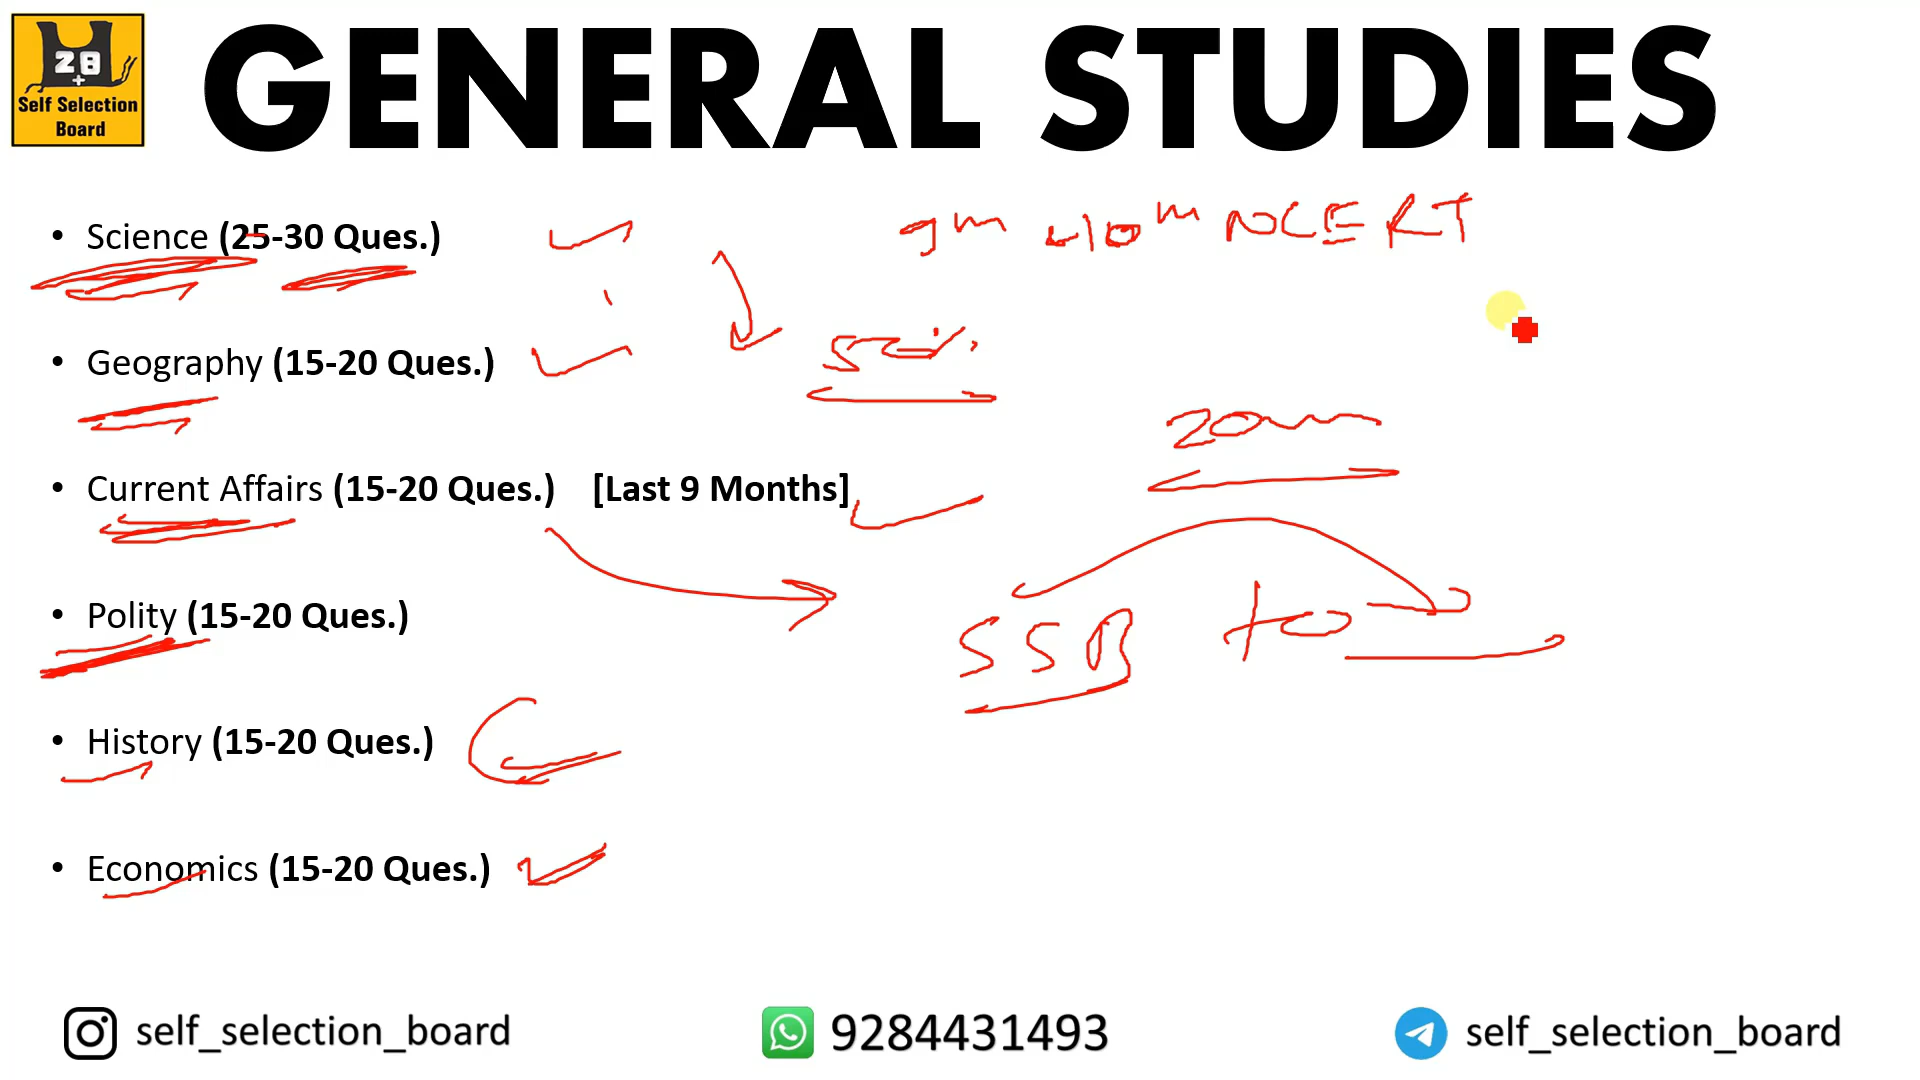 28
+
Self Selection
Board
GENERAL STUDIES
• Science (25-30 Ques.)
9th 10th NCERT
• Geography (15-20 Ques.)
50%
• Current Affairs (15-20 Ques.) [Last 9 Months]
• Polity (15-20 Ques.)
SSB to
• History (15-20 Ques.)
• Economics (15-20 Ques.)
self_selection_board
9284431493
self_selection_board